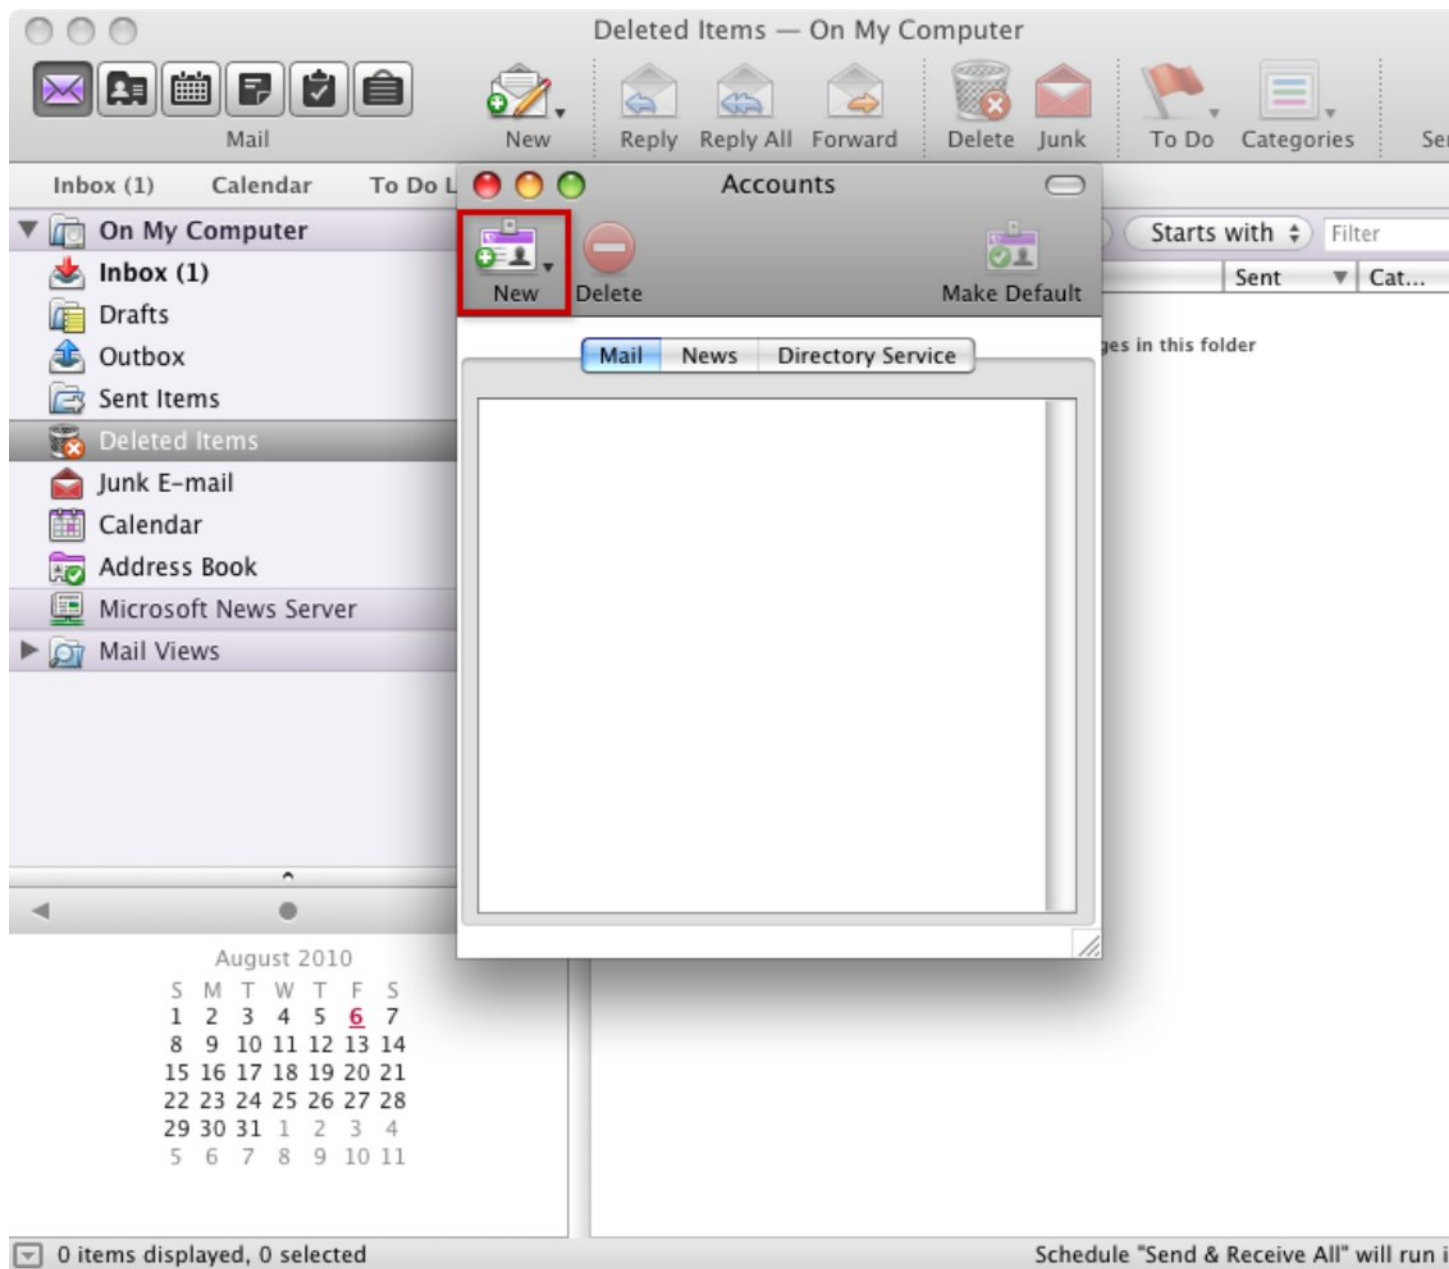 Deleted Items — On My Computer
Mail
New
Reply
Reply All
Forward
Delete
Junk
To Do
Categories
Inbox (1)
Calendar
To Do L
On My Computer
Inbox (1)
Drafts
Outbox
Sent Items
Deleted Items
Junk E-mail
Calendar
Address Book
Microsoft News Server
Mail Views
Accounts
New
Delete
Make Default
Mail
News
Directory Service
Starts with
Filter
Sent
Cat...
ges in this folder
August 2010
S M T W T F S
1 2 3 4 5 6 7
8 9 10 11 12 13 14
15 16 17 18 19 20 21
22 23 24 25 26 27 28
29 30 31 1 2 3 4
5 6 7 8 9 10 11
0 items displayed, 0 selected
Schedule "Send & Receive All" will run i